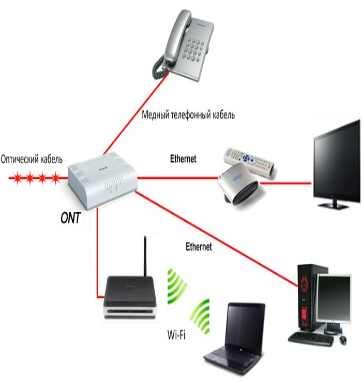 Медный телефонный кабель
Оптический кабель
Ethernet
ONT
Ethernet
Wi-Fi